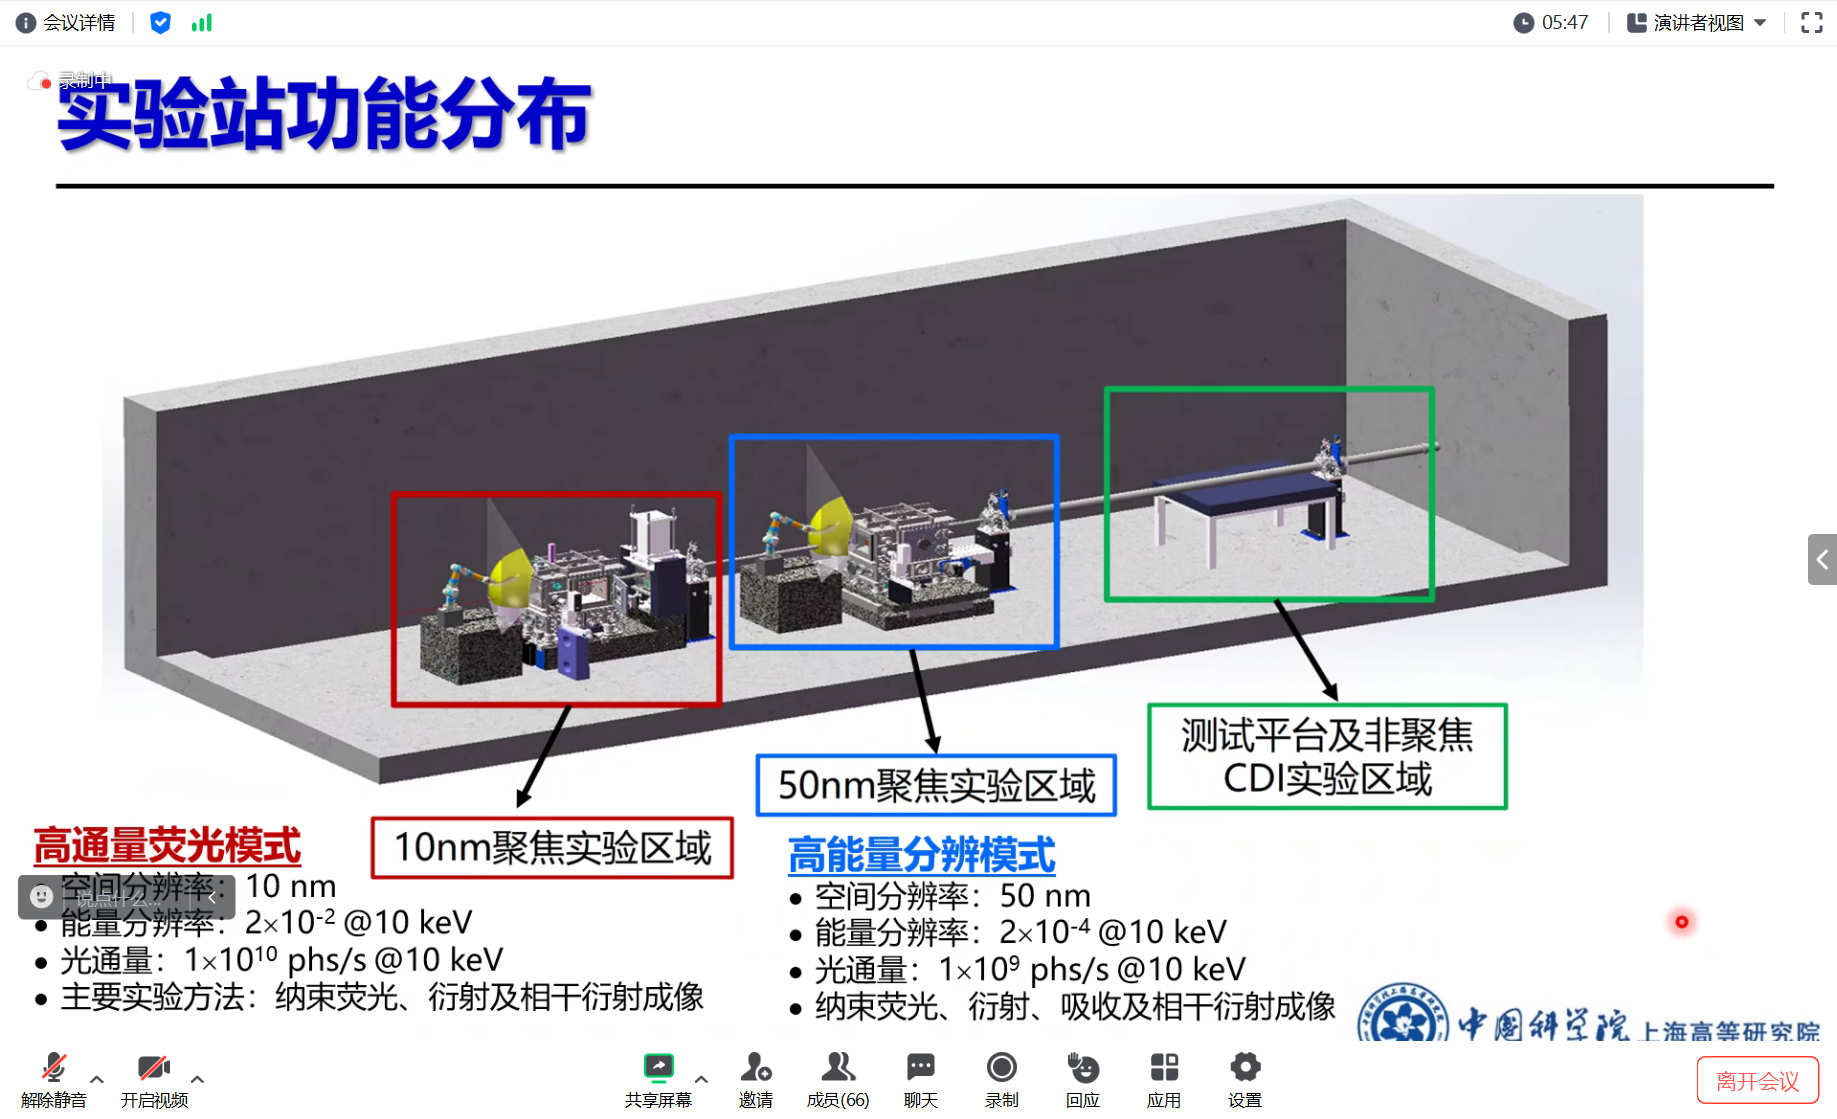 会议详情
05:47
演讲者视图
录制中
实验站功能分布
测试平台及非聚焦
CDI实验区域
50nm聚焦实验区域
10nm聚焦实验区域
高通量荧光模式
空间分辨率：10 nm
说点什么...
能量分辨率：2×10⁻² @10 keV
光通量：1×10¹⁰ phs/s @10 keV
主要实验方法：纳束荧光、衍射及相干衍射成像
高能量分辨模式
空间分辨率：50 nm
能量分辨率：2×10⁻⁴ @10 keV
光通量：1×10⁹ phs/s @10 keV
纳束荧光、衍射、吸收及相干衍射成像
中国科学院 上海高等研究院
解除静音
开启视频
共享屏幕
邀请
成员(66)
聊天
录制
回应
应用
设置
离开会议